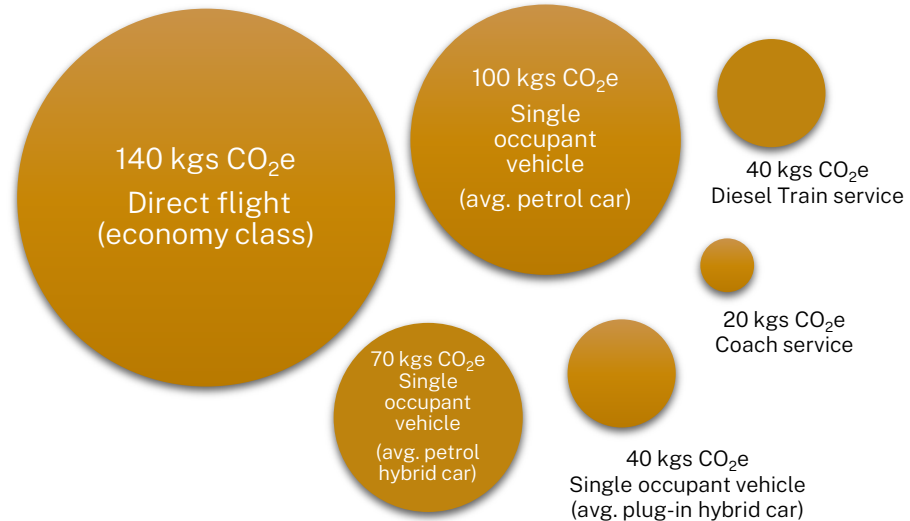 140 kgs CO₂e
Direct flight
(economy class)
100 kgs CO₂e
Single
occupant
vehicle
(avg. petrol car)
40 kgs CO₂e
Diesel Train service
20 kgs CO₂e
Coach service
70 kgs CO₂e
Single
occupant
vehicle
(avg. petrol
hybrid car)
40 kgs CO₂e
Single occupant vehicle
(avg. plug-in hybrid car)